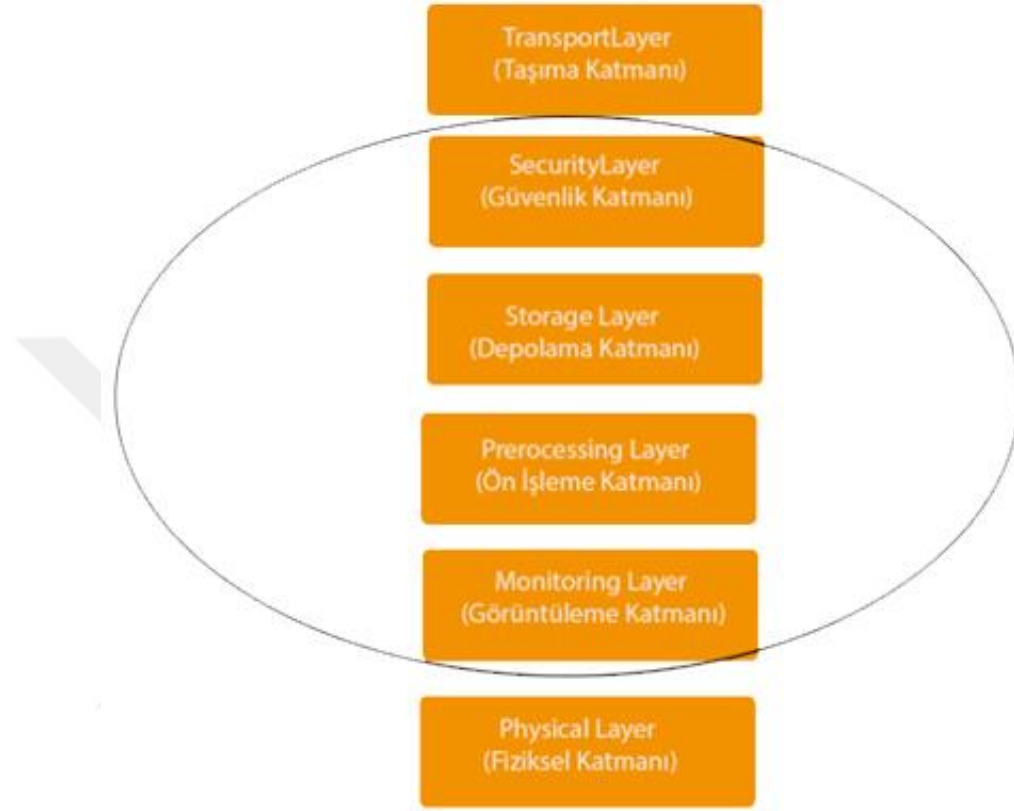 TransportLayer
(Taşıma Katmanı)
SecurityLayer
(Güvenlik Katmanı)
Storage Layer
(Depolama Katmanı)
Prerocessing Layer
(Ön İşleme Katmanı)
Monitoring Layer
(Görüntüleme Katmanı)
Physical Layer
(Fiziksel Katmanı)